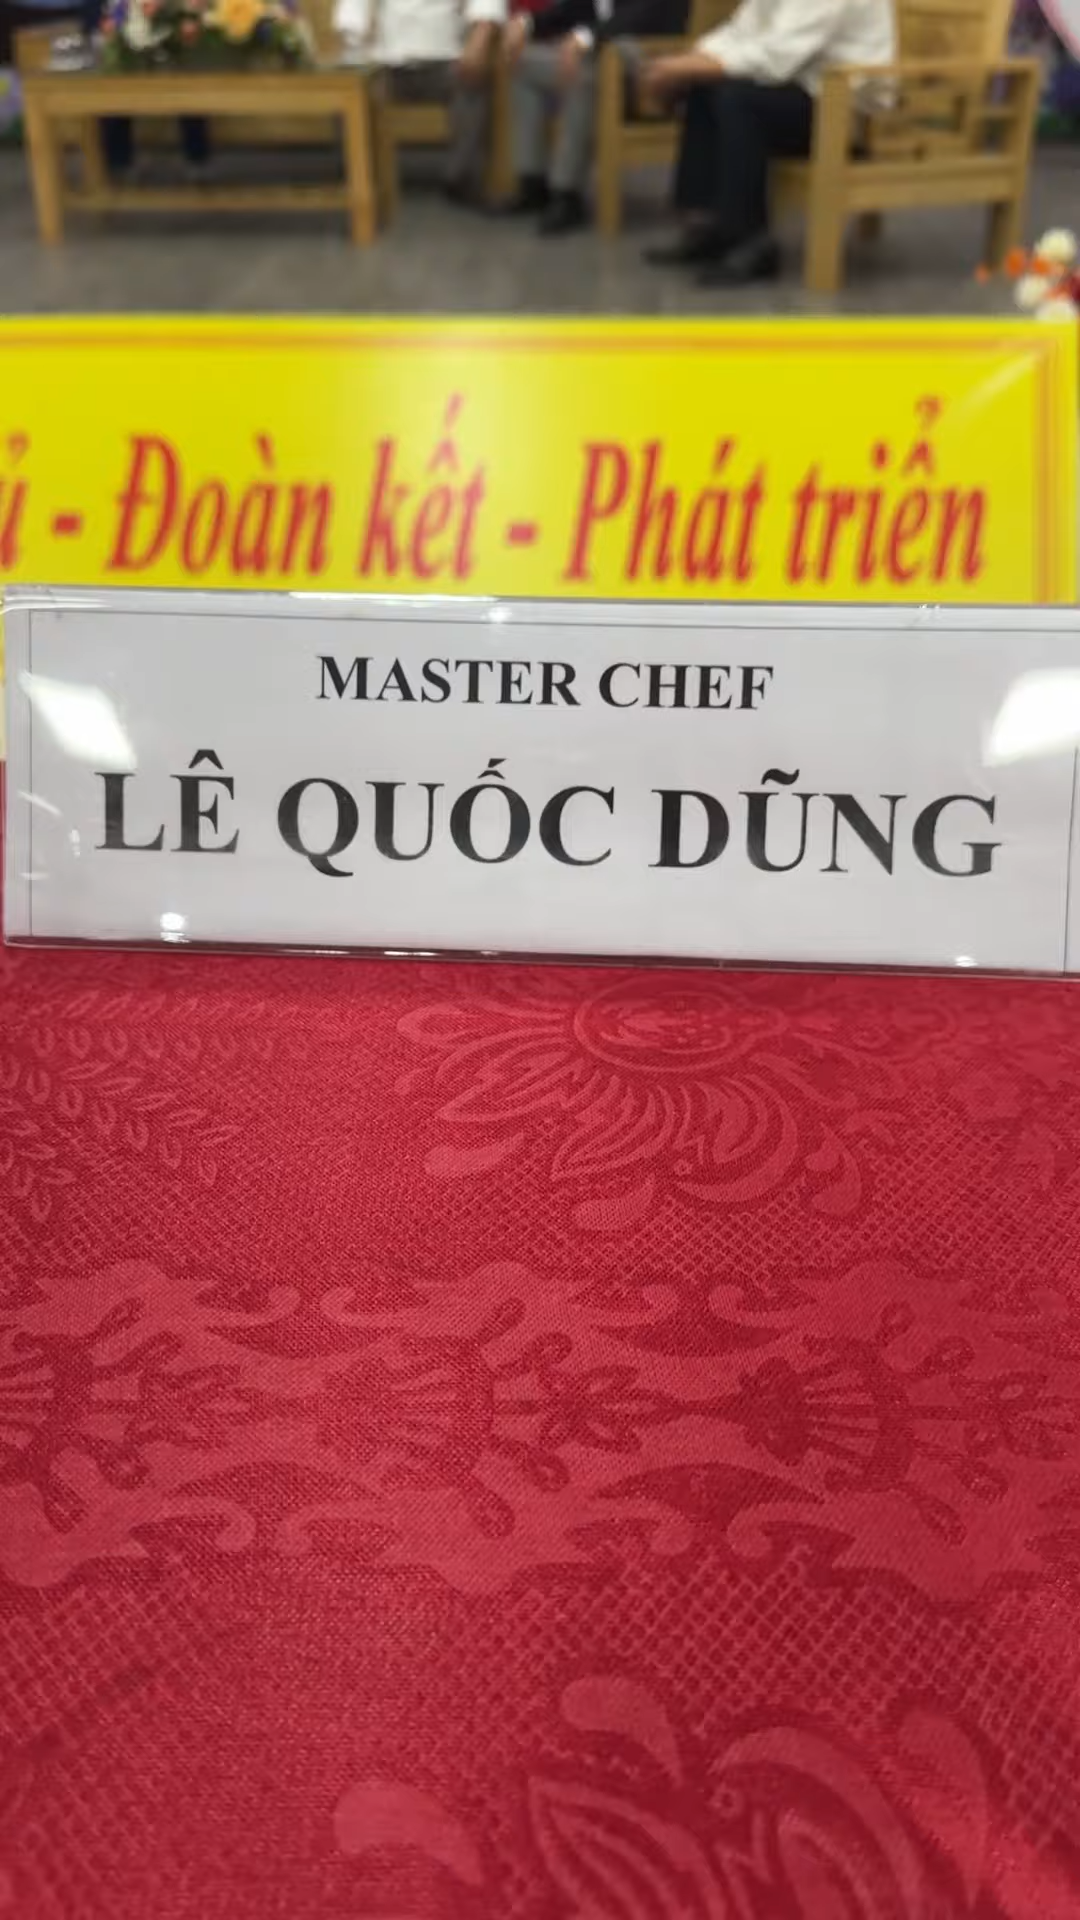 - Đoàn kết - Phát triển
MASTER CHEF
LÊ QUỐC DŨNG